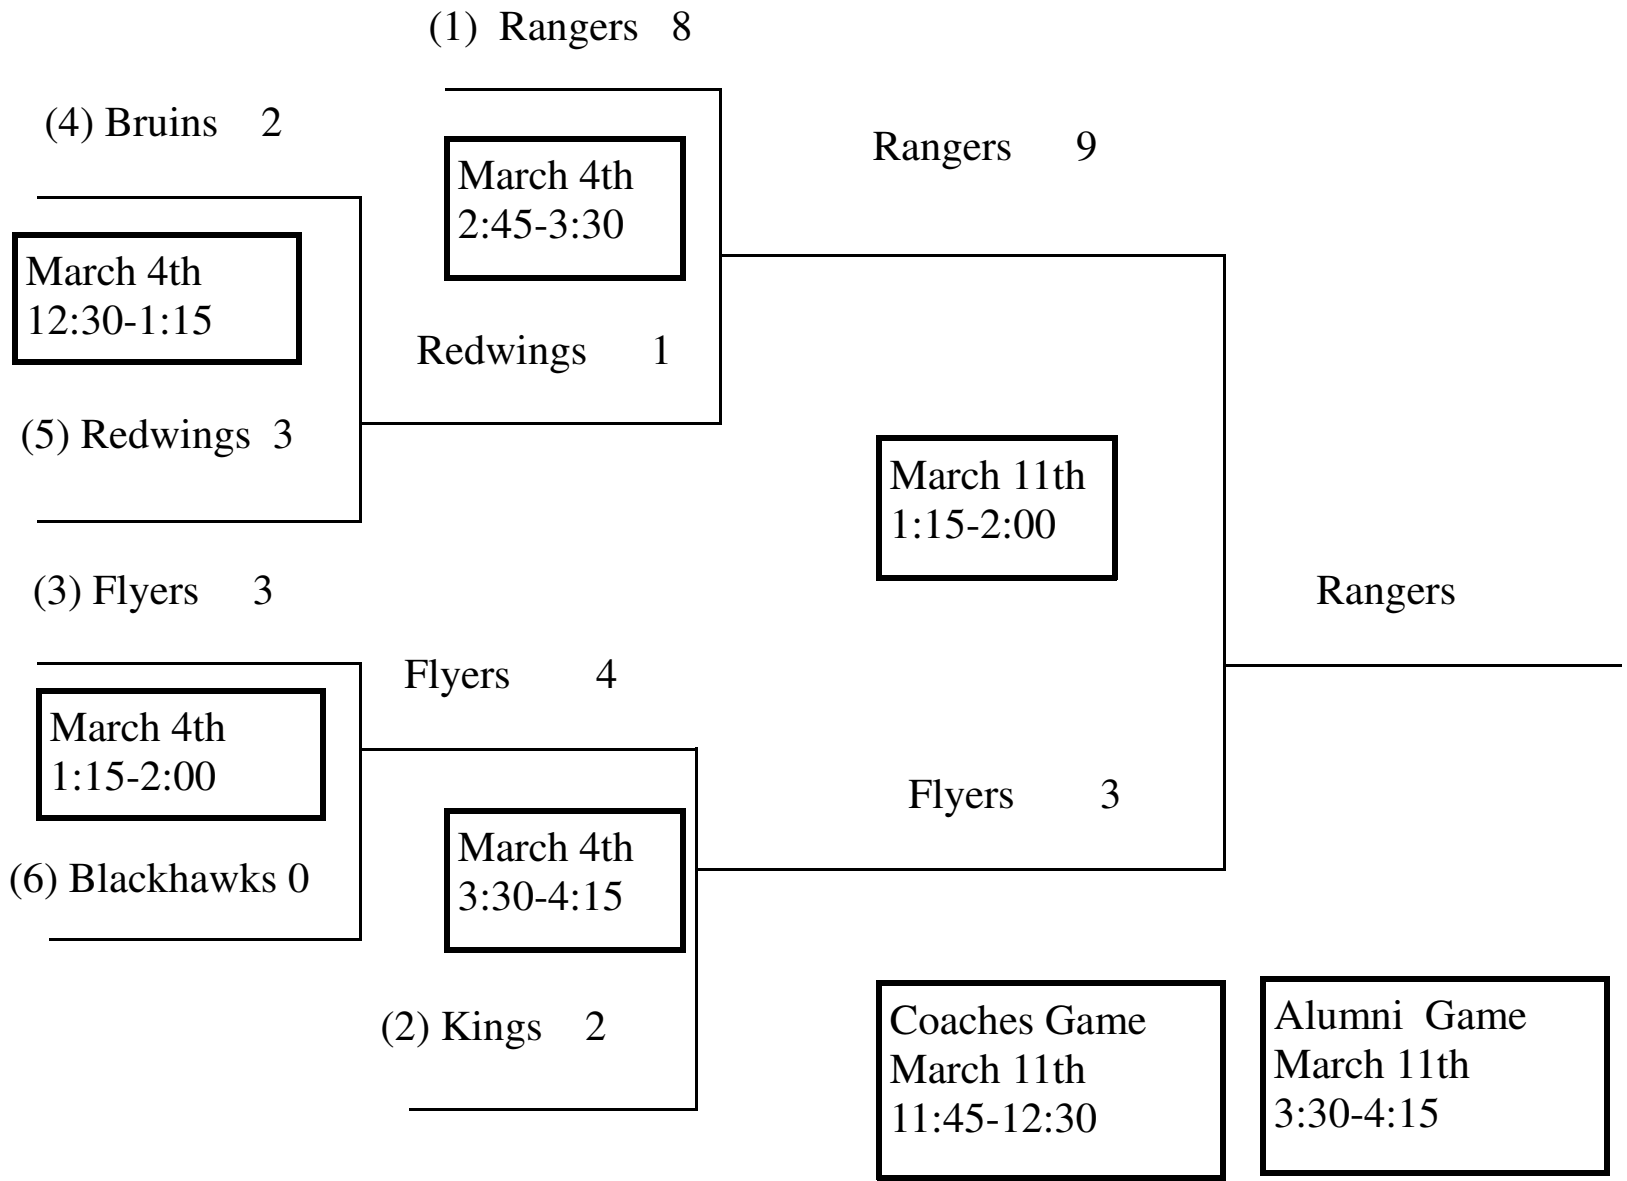 (1) Rangers 8
(4) Bruins 2
Rangers 9
March 4th
2:45-3:30
March 4th
12:30-1:15
Redwings 1
(5) Redwings 3
March 11th
1:15-2:00
(3) Flyers 3
Rangers
Flyers 4
March 4th
1:15-2:00
Flyers 3
March 4th
3:30-4:15
(6) Blackhawks 0
(2) Kings 2
Coaches Game
March 11th
11:45-12:30
Alumni Game
March 11th
3:30-4:15